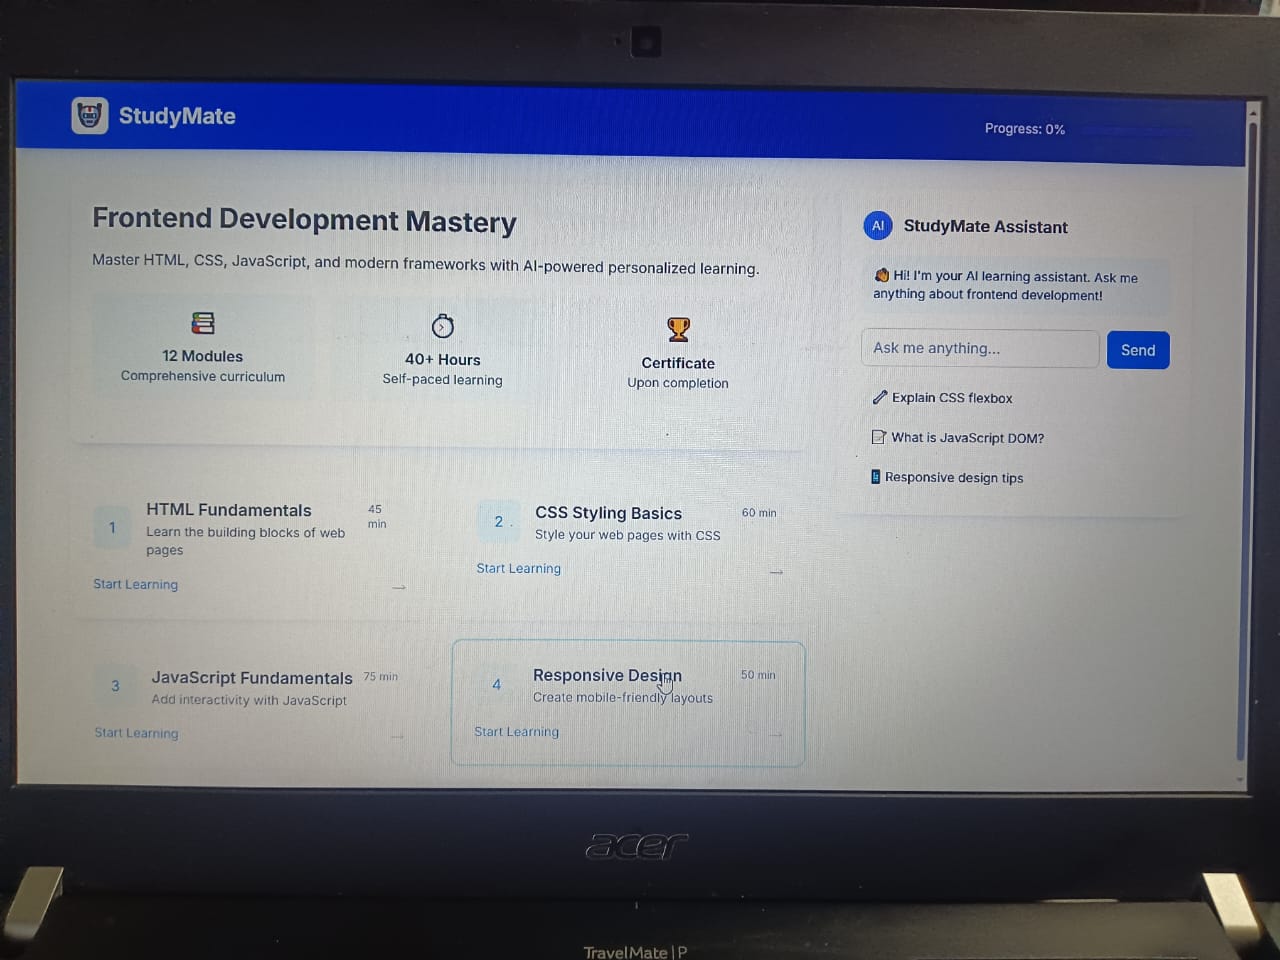 StudyMate
Progress: 0%
Frontend Development Mastery
Master HTML, CSS, JavaScript, and modern frameworks with AI-powered personalized learning.
12 Modules
Comprehensive curriculum
40+ Hours
Self-paced learning
Certificate
Upon completion
1
HTML Fundamentals
45
min
Learn the building blocks of web
pages
Start Learning
→
2
CSS Styling Basics
60 min
Style your web pages with CSS
Start Learning
→
3
JavaScript Fundamentals
75 min
Add interactivity with JavaScript
Start Learning
→
4
Responsive Design
50 min
Create mobile-friendly layouts
Start Learning
→
AI
StudyMate Assistant
👋 Hi! I'm your AI learning assistant. Ask me
anything about frontend development!
Ask me anything...
Send
Explain CSS flexbox
What is JavaScript DOM?
Responsive design tips
acer
TravelMate|P